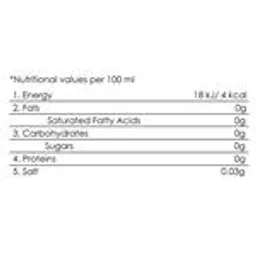 *Nutritional values per 100 ml
1. Energy 18 kJ/ 4 kcal
2. Fats 0g
Saturated Fatty Acids 0g
3. Carbohydrates 0g
Sugars 0g
4. Proteins 0g
5. Salt 0.03g